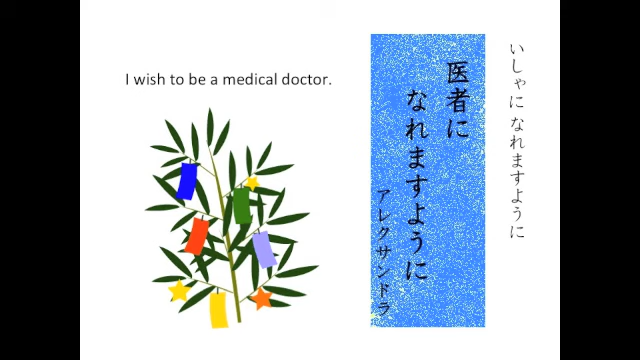 I wish to be a medical doctor.
医者に
なれますように
アレクサンドラ
いしゃに なれますように